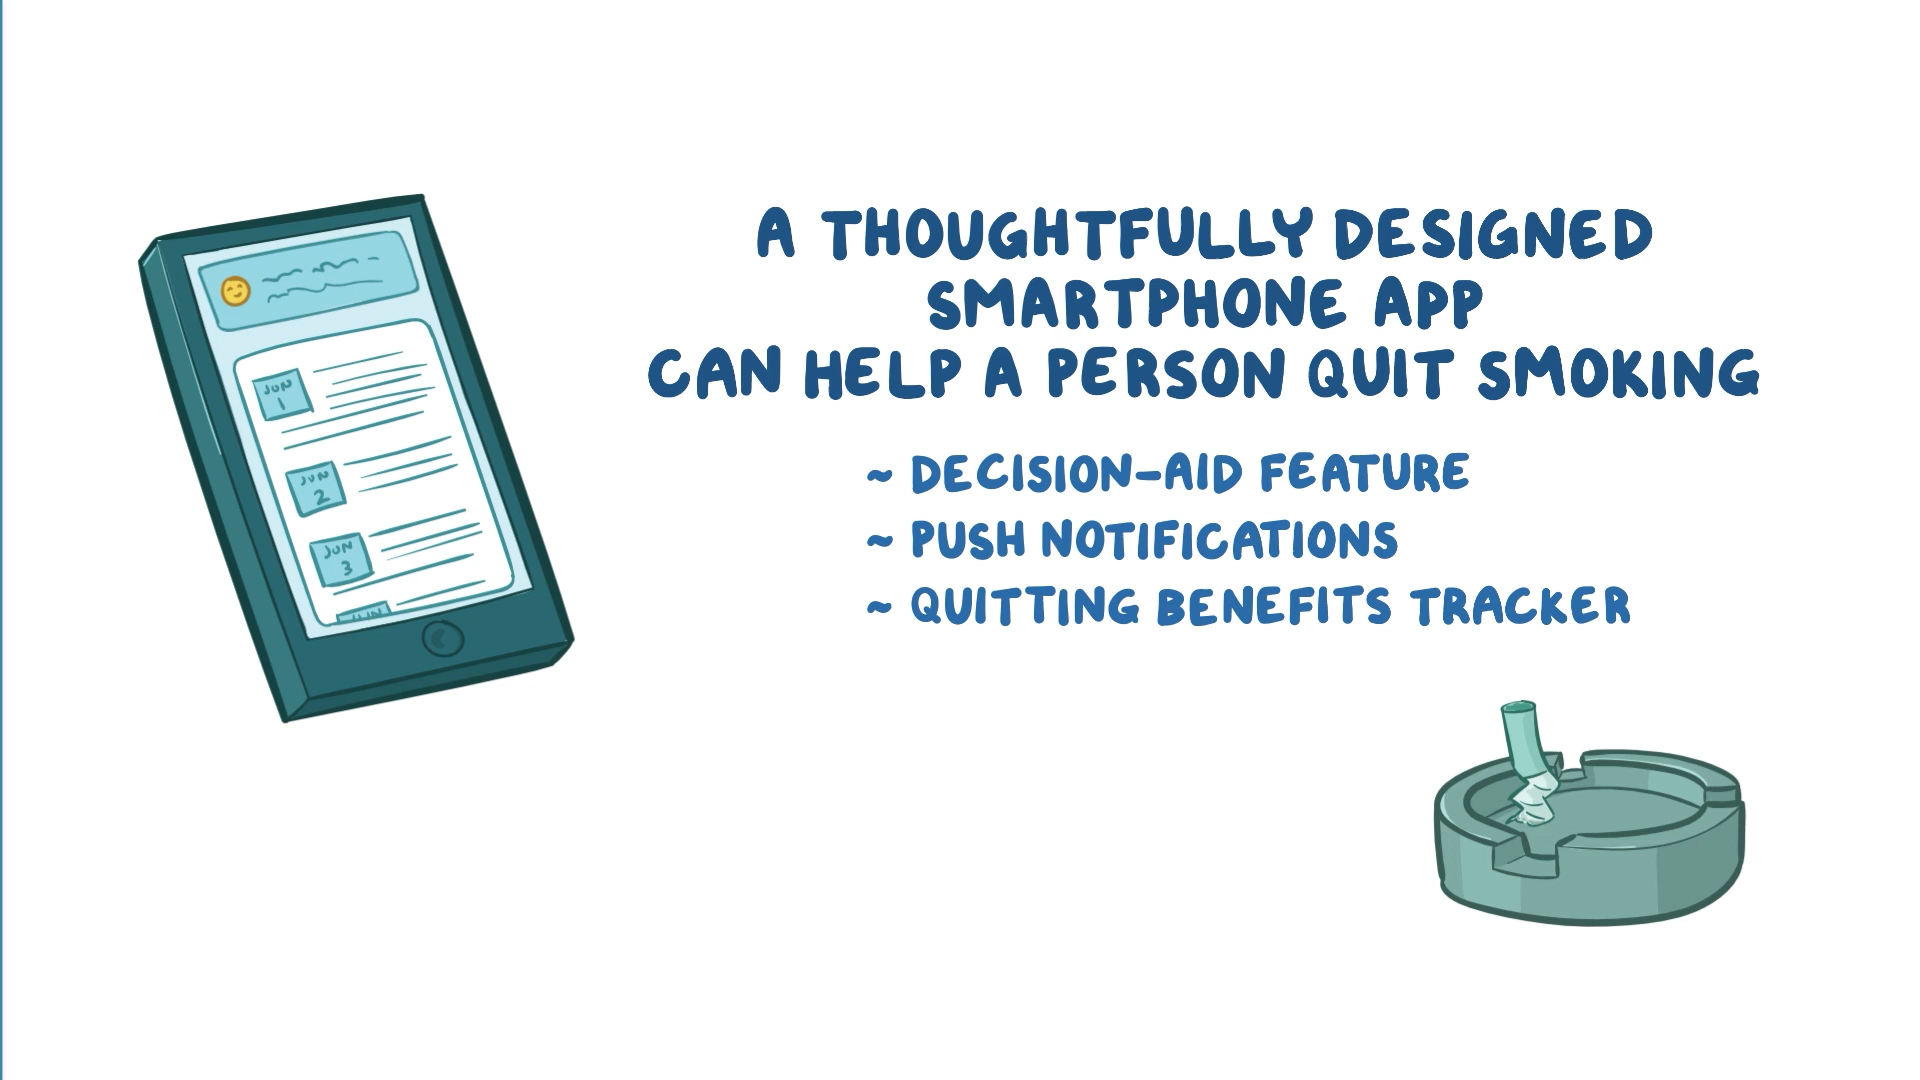 A THOUGHTFULLY DESIGNED
SMARTPHONE APP
CAN HELP A PERSON QUIT SMOKING
~ DECISION-AID FEATURE
~ PUSH NOTIFICATIONS
~ QUITTING BENEFITS TRACKER
JUN
1
JUN
2
JUN
3
JUN